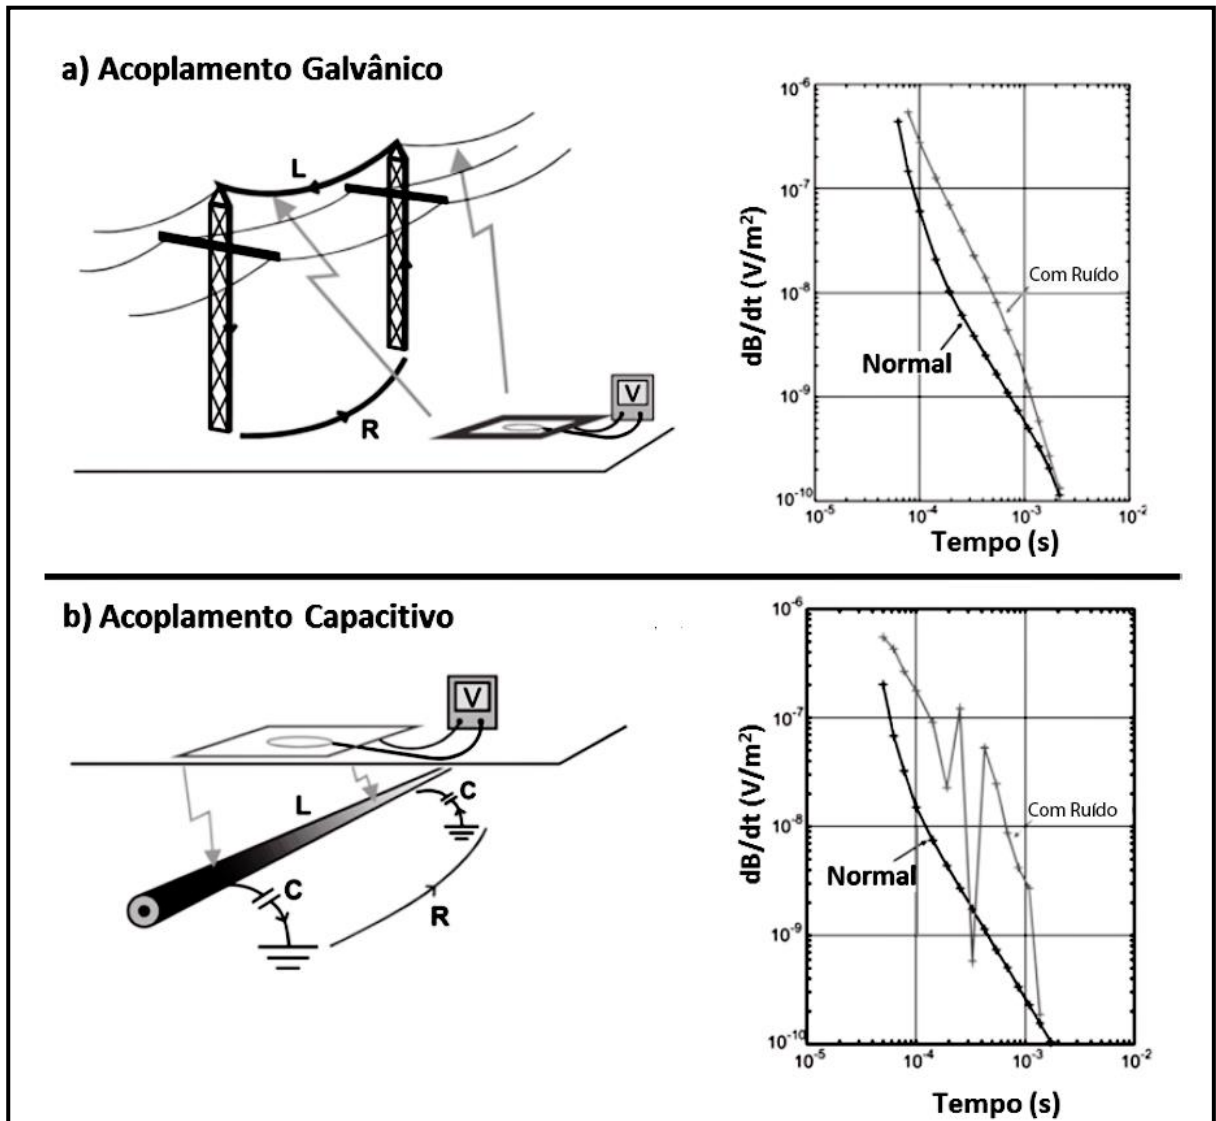 a) Acoplamento Galvânico
L
R
V
dB/dt (V/m²)
10⁻⁶
10⁻⁷
10⁻⁸
10⁻⁹
10⁻¹⁰
Com Ruído
Normal
10⁻⁵
10⁻⁴
10⁻³
10⁻²
Tempo (s)
b) Acoplamento Capacitivo
V
L
C
C
R
dB/dt (V/m²)
10⁻⁶
10⁻⁷
10⁻⁸
10⁻⁹
10⁻¹⁰
Com Ruído
Normal
10⁻⁵
10⁻⁴
10⁻³
10⁻²
Tempo (s)